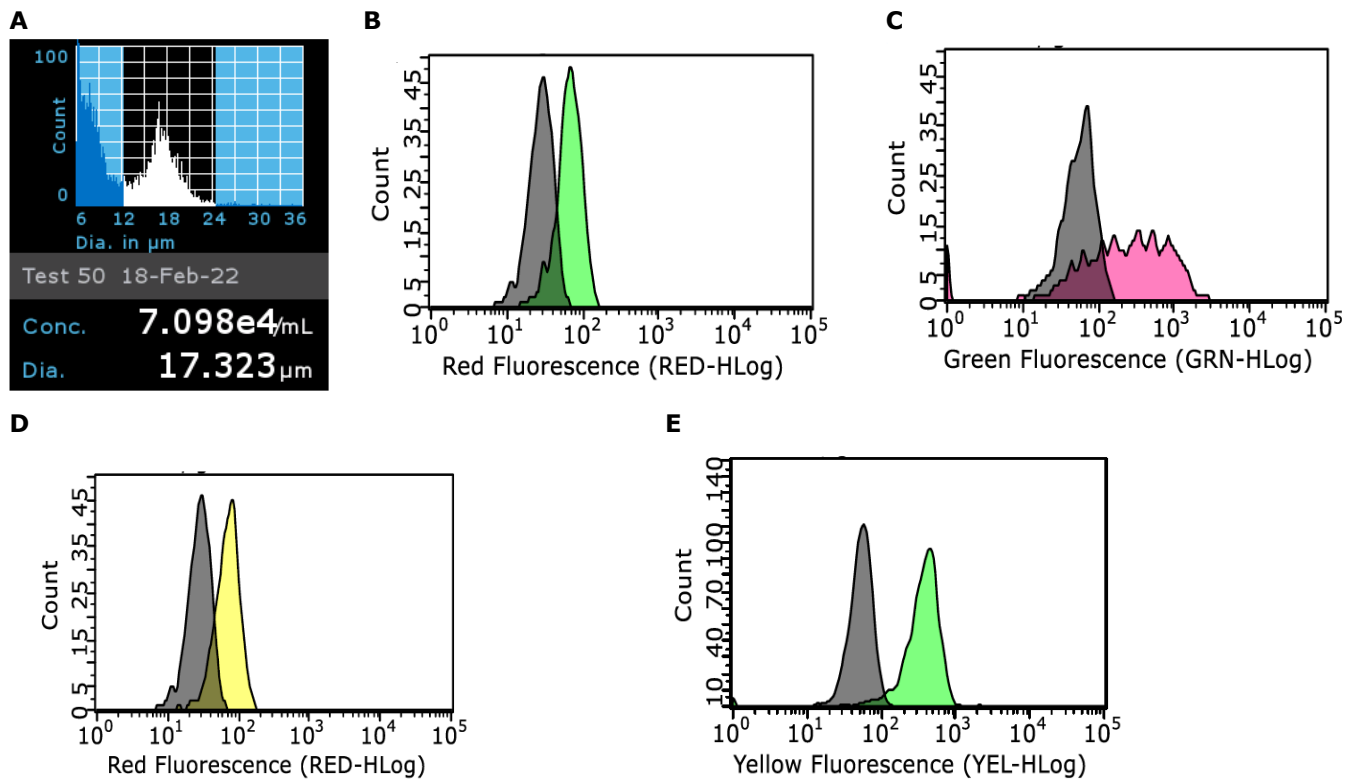 A
100
Count
0
6 12 18 24 30 36
Dia. in µm
Test 50 18-Feb-22
Conc. 7.098e4/mL
Dia. 17.323 µm
B
Count
45
35
25
15
5
0
10^0 10^1 10^2 10^3 10^4 10^5
Red Fluorescence (RED-HLog)
C
Count
45
35
25
15
5
0
10^0 10^1 10^2 10^3 10^4 10^5
Green Fluorescence (GRN-HLog)
D
Count
45
35
25
15
5
0
10^0 10^1 10^2 10^3 10^4 10^5
Red Fluorescence (RED-HLog)
E
Count
140
100
70
40
10
10^0 10^1 10^2 10^3 10^4 10^5
Yellow Fluorescence (YEL-HLog)